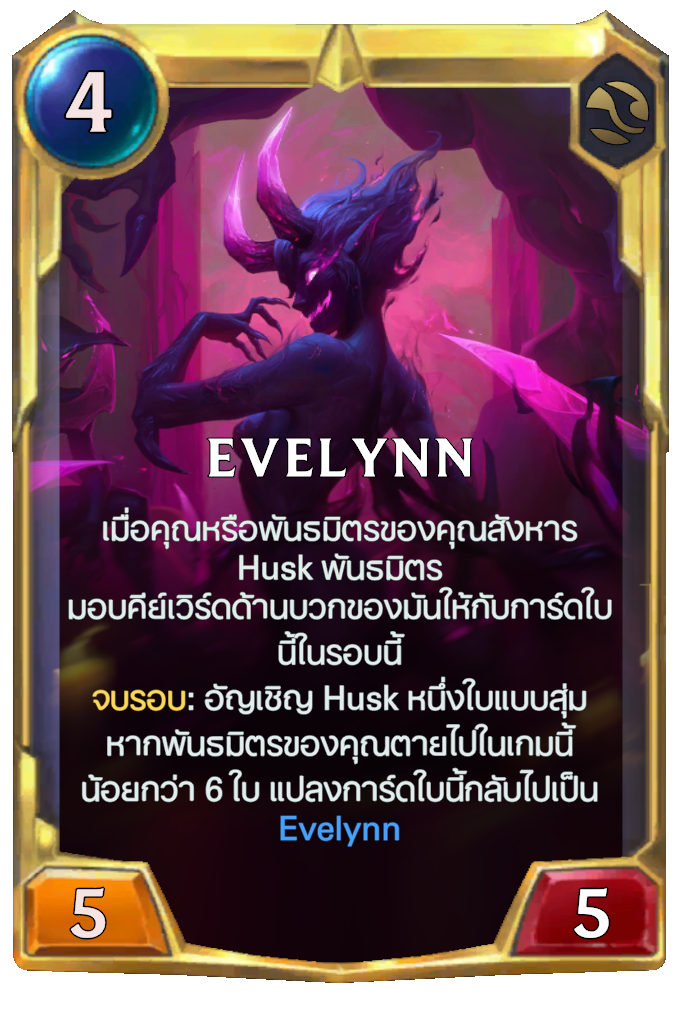 4
EVELYNN
เมื่อคุณหรือพันธมิตรของคุณสังหาร
Husk พันธมิตร
มอบคีย์เวิร์ดด้านบวกของมันให้กับการ์ดใบ
นี้ในรอบนี้
จบรอบ: อัญเชิญ Husk หนึ่งใบแบบสุ่ม
หากพันธมิตรของคุณตายไปในเกมนี้
น้อยกว่า 6 ใบ แปลงการ์ดใบนี้กลับไปเป็น
Evelynn
5
5